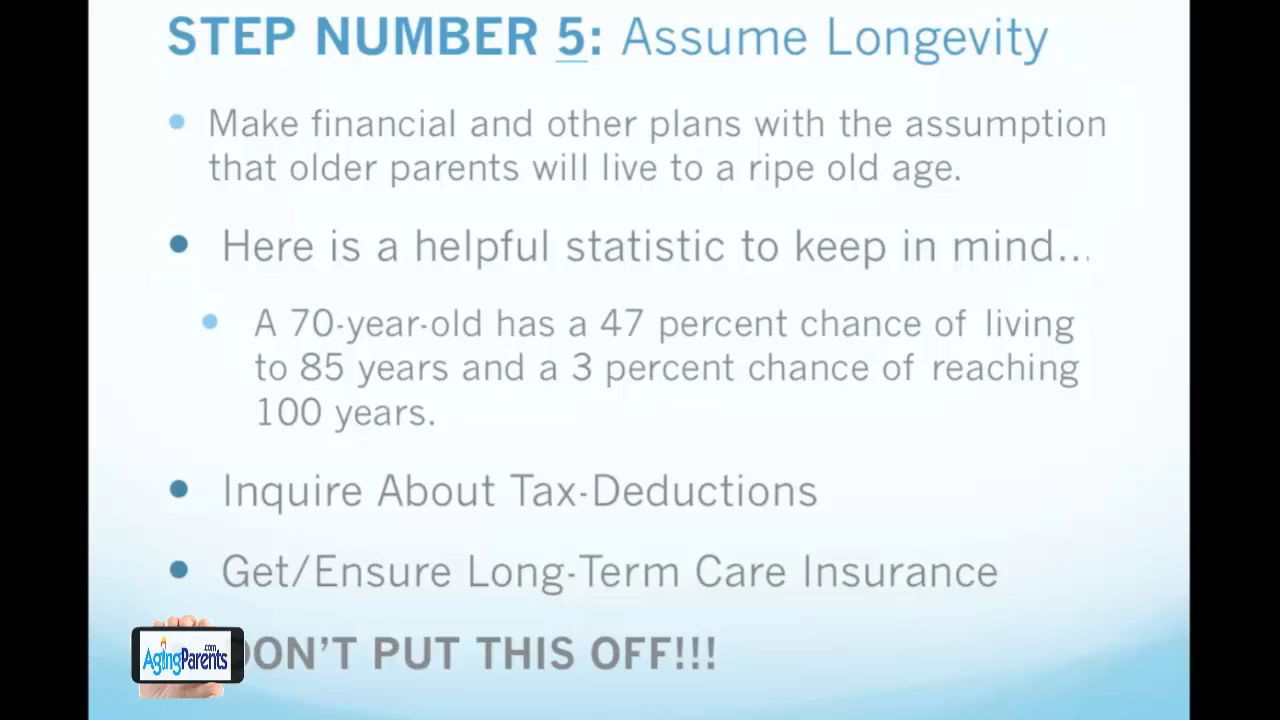 STEP NUMBER 5: Assume Longevity
Make financial and other plans with the assumption
that older parents will live to a ripe old age.
Here is a helpful statistic to keep in mind...
A 70-year-old has a 47 percent chance of living
to 85 years and a 3 percent chance of reaching
100 years.
Inquire About Tax-Deductions
Get/Ensure Long-Term Care Insurance
DON'T PUT THIS OFF!!!
AgingParents.com